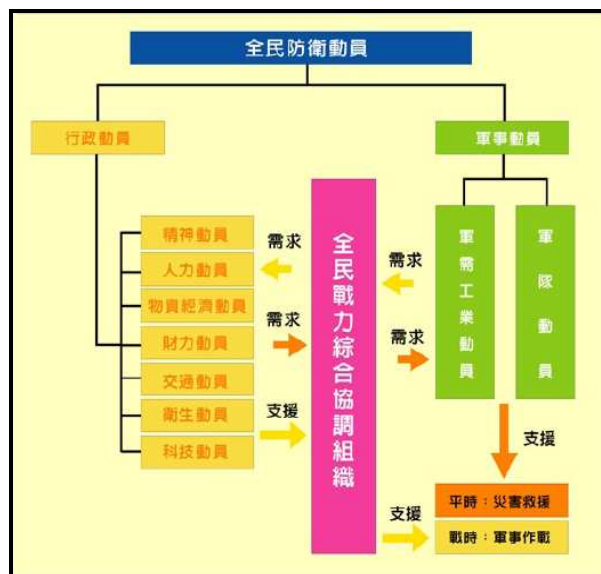 全民防衛動員
行政動員
軍事動員
精神動員
人力動員
物資經濟動員
財力動員
交通動員
衛生動員
科技動員
需求
需求
支援
全民戰力綜合協調組織
需求
需求
支援
軍需工業動員
軍隊動員
支援
平時：災害救援
戰時：軍事作戰